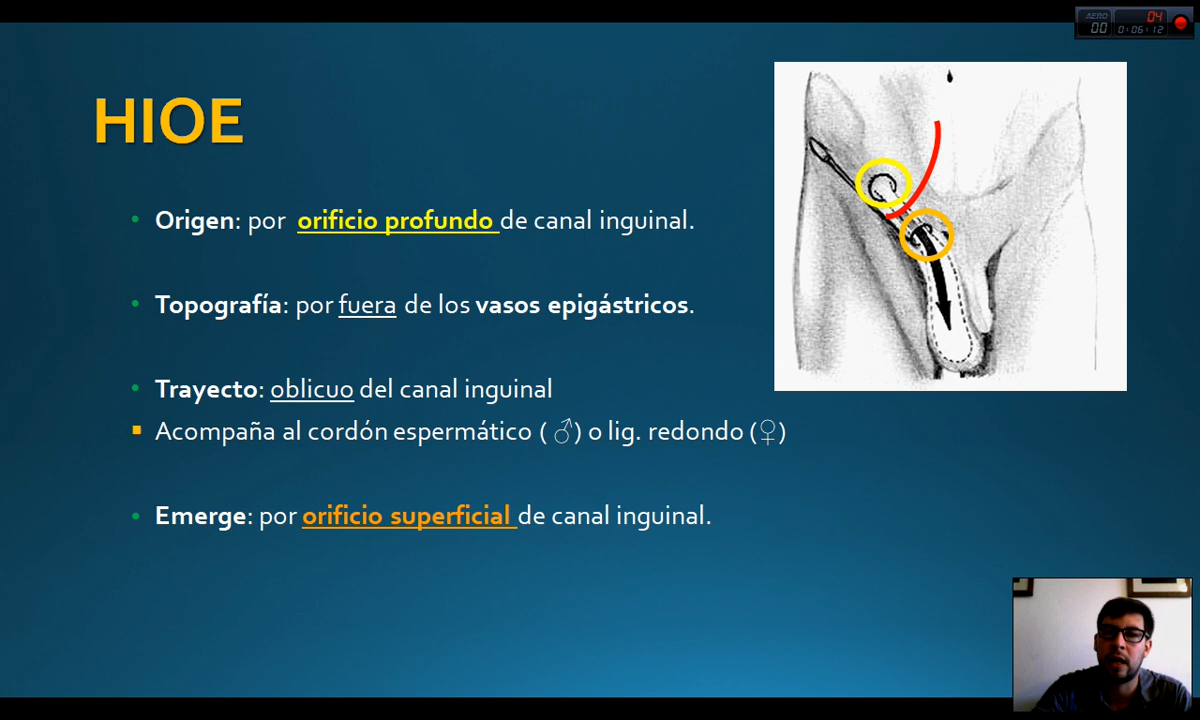 AERO
00
04
0:06:12
HIOE
• Origen: por orificio profundo de canal inguinal.
• Topografía: por fuera de los vasos epigástricos.
• Trayecto: oblicuo del canal inguinal
▪ Acompaña al cordón espermático ( ♂) o lig. redondo (♀)
• Emerge: por orificio superficial de canal inguinal.